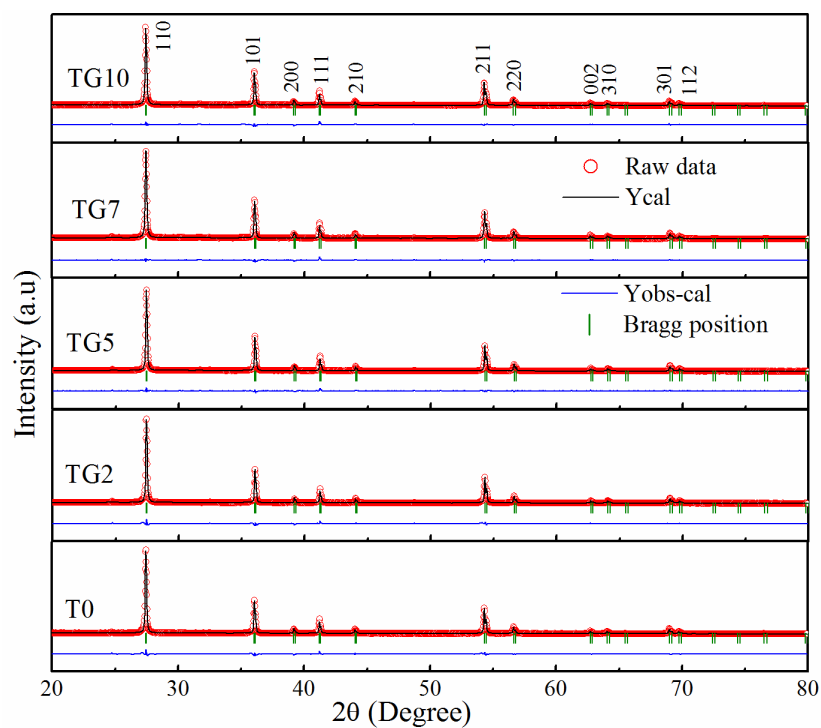 TG10
110
101
200
111
210
211
220
002
310
301
112
TG7
Raw data
Ycal
TG5
Yobs-cal
Bragg position
TG2
T0
Intensity (a.u)
20 30 40 50 60 70 80
2θ (Degree)